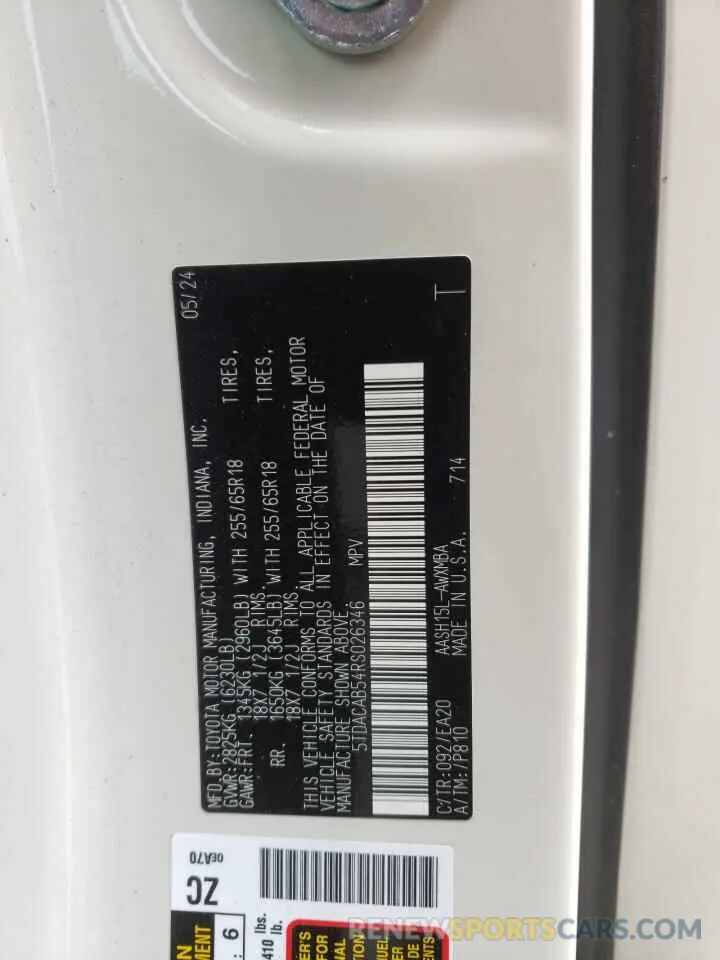 MFD.BY:TOYOTA MOTOR MANUFACTURING, INDIANA, INC. 05/24
GVWR:2825KG (6230LB)
GAWR:FRT. 1345KG (2960LB) WITH 255/65R18 TIRES,
18X7 1/2J RIMS.
RR. 1650KG (3645LB) WITH 255/65R18 TIRES,
18X7 1/2J RIMS.
THIS VEHICLE CONFORMS TO ALL APPLICABLE FEDERAL MOTOR
VEHICLE SAFETY STANDARDS IN EFFECT ON THE DATE OF
MANUFACTURE SHOWN ABOVE.
5TDACAB54RS026346 MPV
C/TR:092/EA20 AASH15L-AWXMBA T
A/TM:/P810 MADE IN U.S.A. 714
0EA70
ZC
6
lbs.
410 lb.
RENEWSPORTSCARS.COM